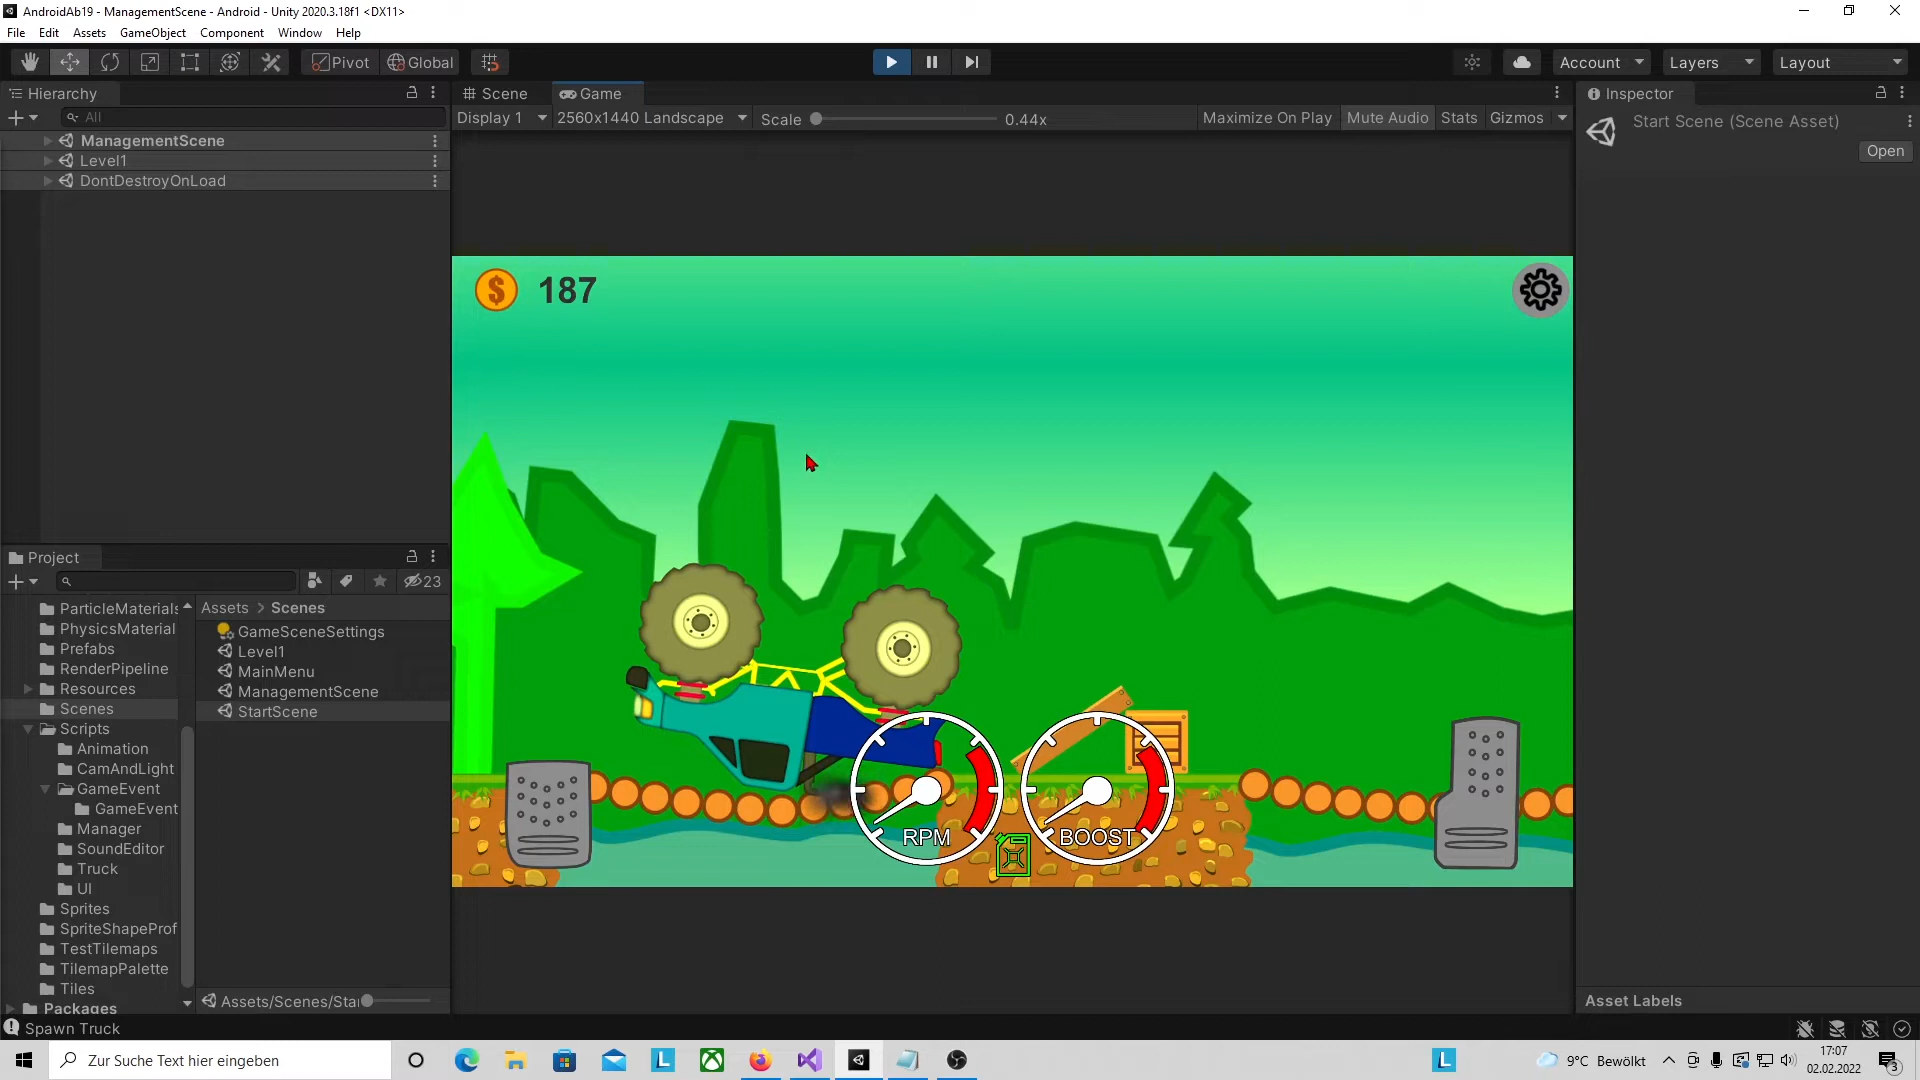 AndroidAb19 - ManagementScene - Android - Unity 2020.3.18f1 <DX11>
File Edit Assets GameObject Component Window Help
Pivot Global Account Layers Layout
Hierarchy Scene Game Inspector
All Display 1 2560x1440 Landscape Scale 0.44x Maximize On Play Mute Audio Stats Gizmos Start Scene (Scene Asset)
ManagementScene
Open
Level1
DontDestroyOnLoad
$ 187
Project
23
ParticleMaterials Assets > Scenes
PhysicsMaterial GameSceneSettings
Prefabs Level1
RenderPipeline MainMenu
Resources ManagementScene
Scenes StartScene
Scripts
Animation
CamAndLight
GameEvent
GameEvent
Manager
SoundEditor
Truck
UI
Sprites
SpriteShapeProf
TestTilemaps
TilemapPalette
Tiles
Packages
RPM BOOST
Assets/Scenes/Sta
Asset Labels
Spawn Truck
Zur Suche Text hier eingeben
L
L
9°C Bewölkt
17:07
02.02.2022
3